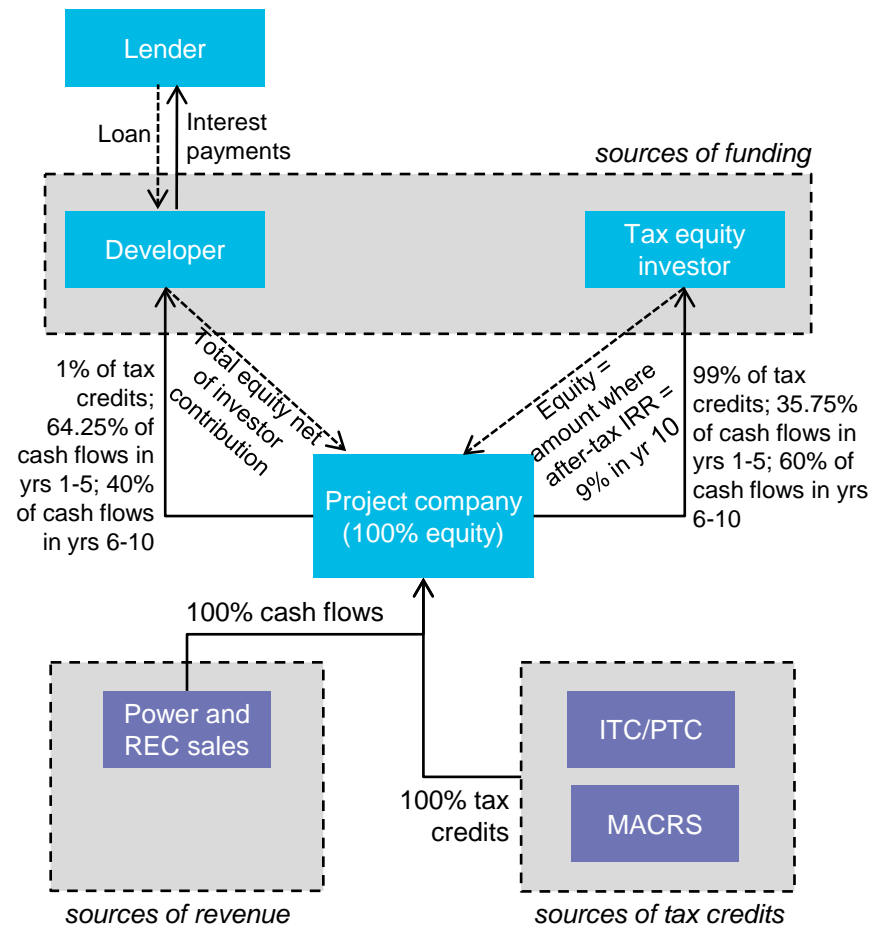 Lender
Loan
Interest
payments
sources of funding
Developer
Tax equity
investor
1% of tax
credits;
64.25% of
cash flows in
yrs 1-5; 40%
of cash flows
in yrs 6-10
Total equity net
of investor
contribution
Equity =
amount where
after-tax IRR =
9% in yr 10
99% of tax
credits; 35.75%
of cash flows in
yrs 1-5; 60% of
cash flows in yrs
6-10
Project company
(100% equity)
100% cash flows
Power and
REC sales
ITC/PTC
100% tax
credits
MACRS
sources of revenue
sources of tax credits